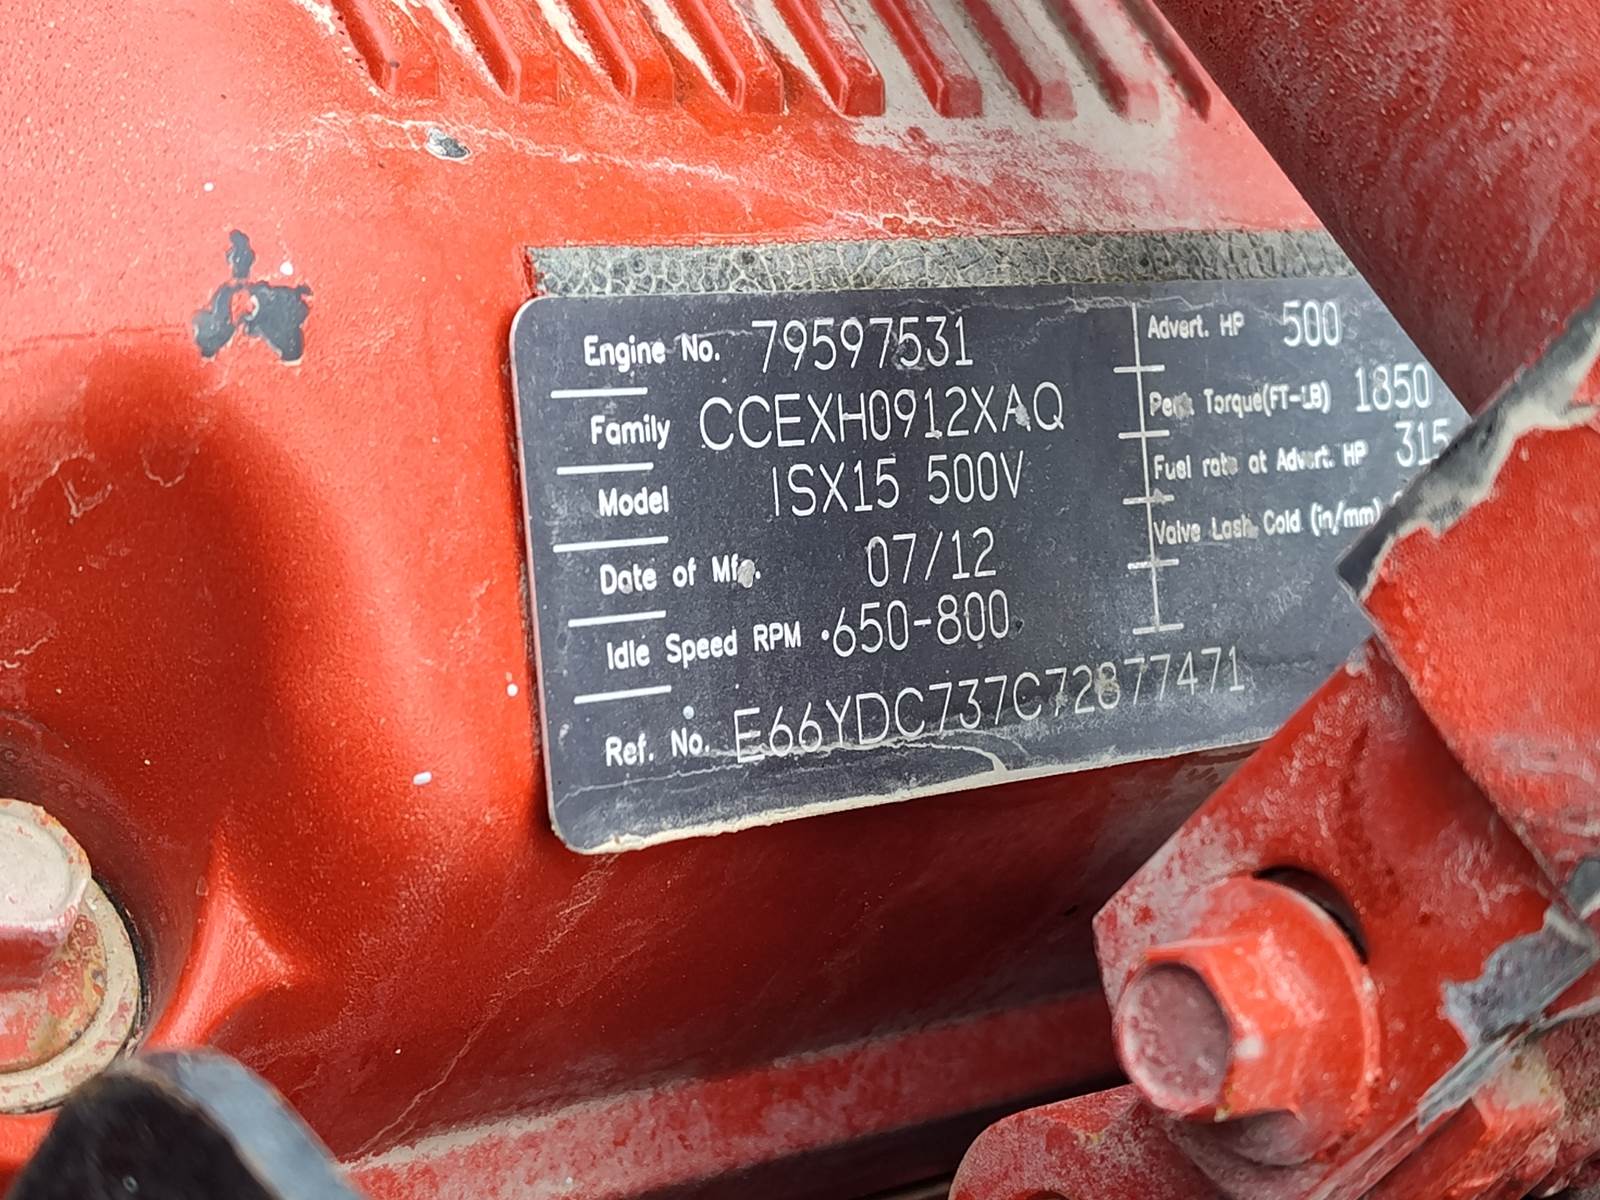 Engine No. 79597531
Family CCEXH0912XAQ
Model ISX15 500V
Date of Mfg. 07/12
Idle Speed RPM 650-800
Ref. No. E66YDC737C72877471
Advert. HP 500
Peak Torque(FT-LB) 1850
Fuel rate at Advert. HP 315
Valve Lash Cold (in/mm)